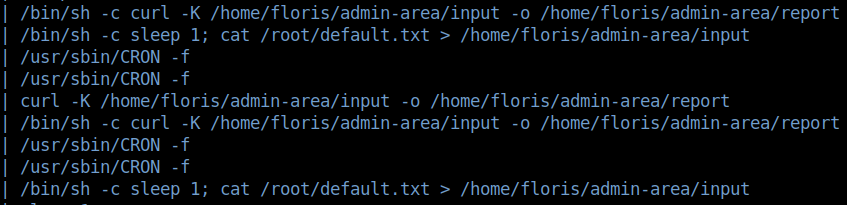 | /bin/sh -c curl -K /home/floris/admin-area/input -o /home/floris/admin-area/report
| /bin/sh -c sleep 1; cat /root/default.txt > /home/floris/admin-area/input
| /usr/sbin/CRON -f
| /usr/sbin/CRON -f
| curl -K /home/floris/admin-area/input -o /home/floris/admin-area/report
| /bin/sh -c curl -K /home/floris/admin-area/input -o /home/floris/admin-area/report
| /usr/sbin/CRON -f
| /usr/sbin/CRON -f
| /bin/sh -c sleep 1; cat /root/default.txt > /home/floris/admin-area/input